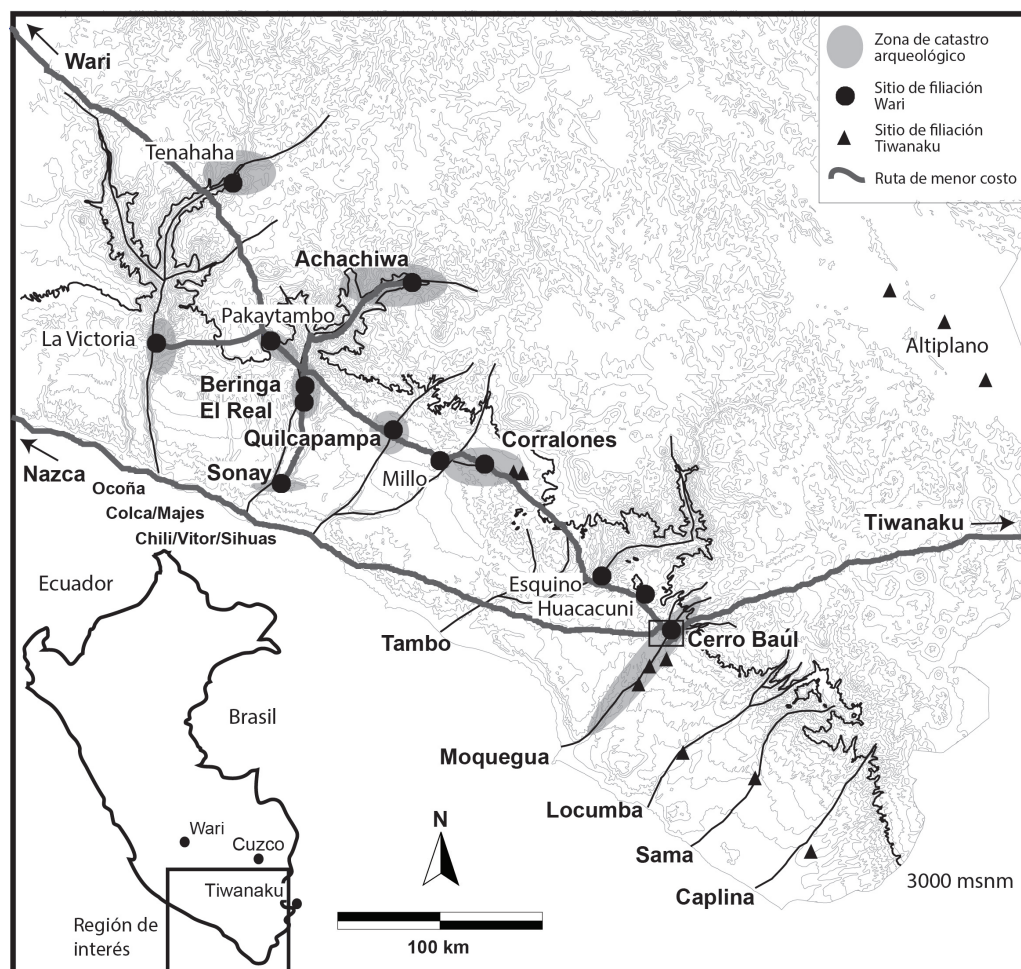 Wari
Zona de catastro
arqueológico
Sitio de filiación
Wari
Sitio de filiación
Tiwanaku
Ruta de menor costo
Tenahaha
Achachiwa
Pakaytambo
La Victoria
Altiplano
Beringa
El Real
Quilcapampa
Corralones
Sonay
Millo
Nazca
Ocoña
Colca/Majes
Chili/Vitor/Sihuas
Tiwanaku
Ecuador
Esquino
Huacacuni
Tambo
Cerro Baúl
Brasil
Moquegua
Locumba
Sama
Caplina
3000 msnm
N
Wari
Cuzco
Tiwanaku
Región de
interés
100 km